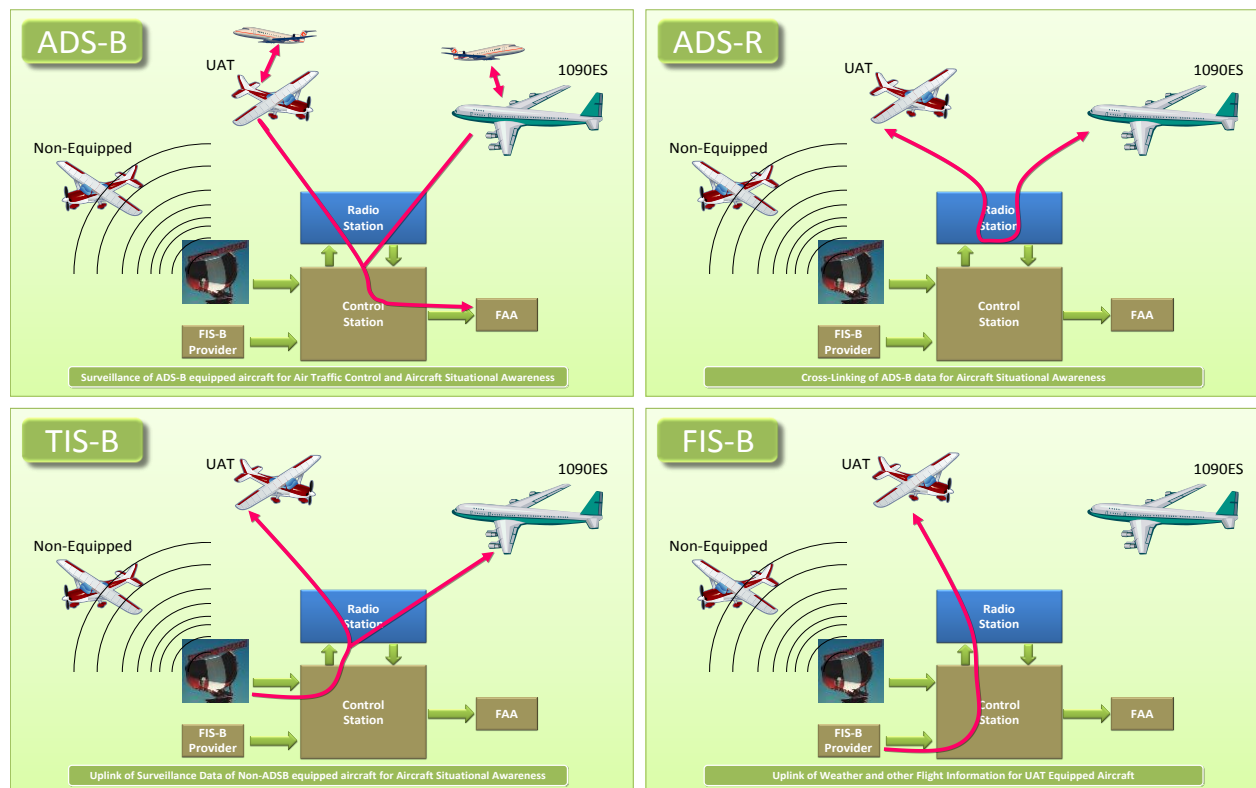 ADS-B
UAT
1090ES
Non-Equipped
Radio
Station
Control
Station
FAA
FIS-B
Provider
Surveillance of ADS-B equipped aircraft for Air Traffic Control and Aircraft Situational Awareness
ADS-R
UAT
1090ES
Non-Equipped
Radio
Station
Control
Station
FAA
FIS-B
Provider
Cross-Linking of ADS-B data for Aircraft Situational Awareness
TIS-B
UAT
1090ES
Non-Equipped
Radio
Station
Control
Station
FAA
FIS-B
Provider
Uplink of Surveillance Data of Non-ADSB equipped aircraft for Aircraft Situational Awareness
FIS-B
UAT
1090ES
Non-Equipped
Radio
Station
Control
Station
FAA
FIS-B
Provider
Uplink of Weather and other Flight Information for UAT Equipped Aircraft